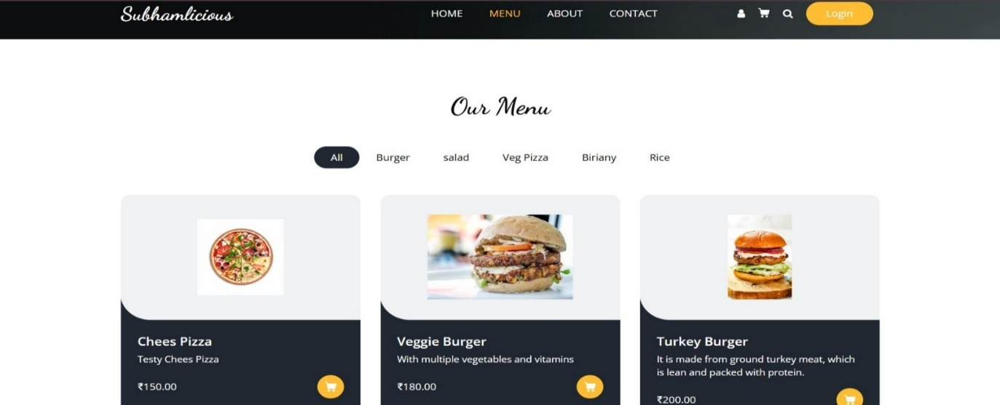 Subhamlicious HOME MENU ABOUT CONTACT Login
Our Menu
All Burger salad Veg Pizza Biriany Rice
Chees Pizza
Testy Chees Pizza
₹150.00
Veggie Burger
With multiple vegetables and vitamins
₹180.00
Turkey Burger
It is made from ground turkey meat, which
is lean and packed with protein.
₹200.00